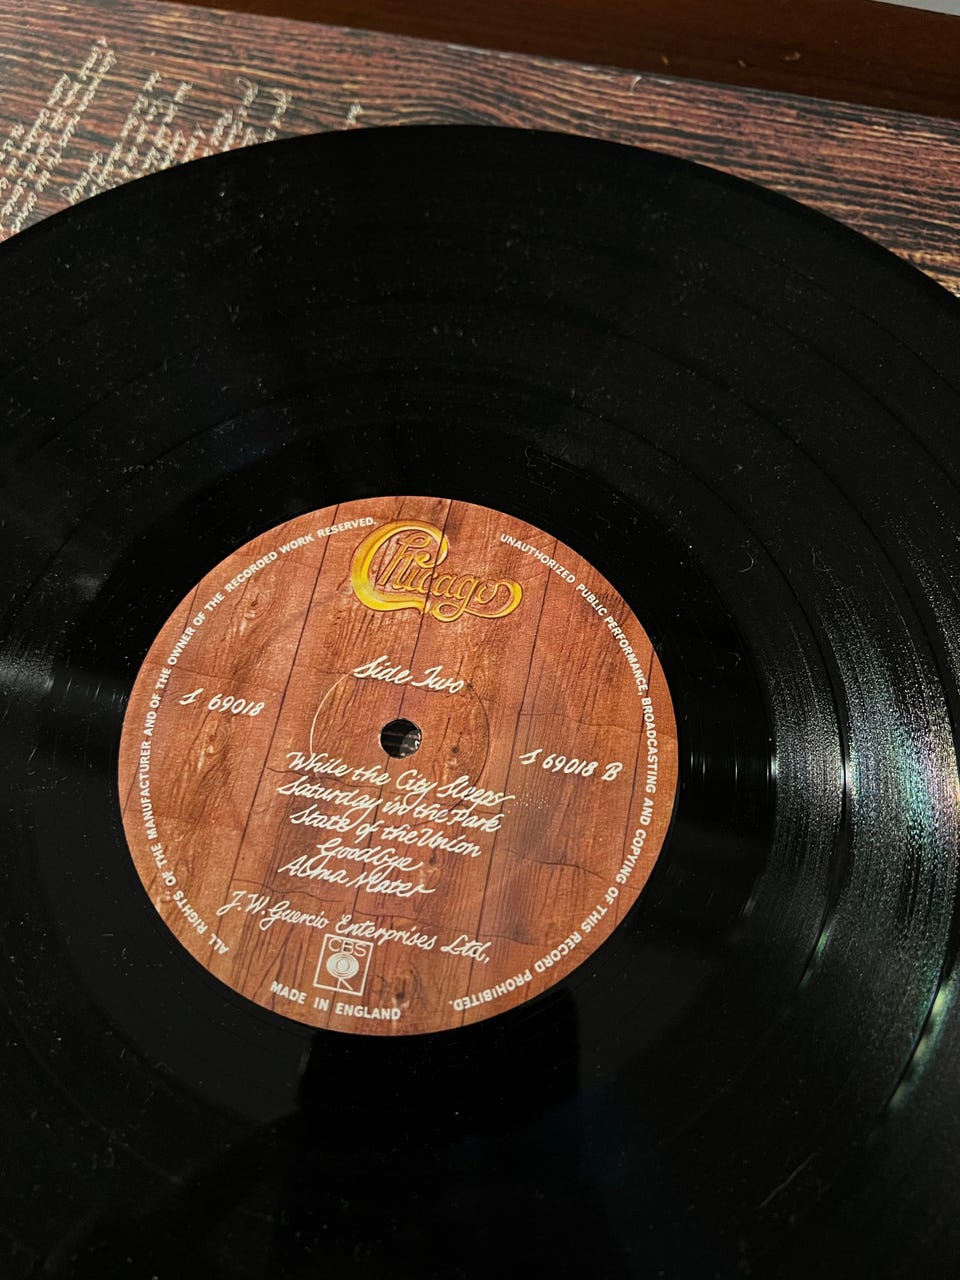 Chicago
ALL RIGHTS OF THE MANUFACTURER AND OF THE OWNER OF THE RECORDED WORK RESERVED.
UNAUTHORIZED PUBLIC PERFORMANCE, BROADCASTING AND COPYING OF THIS RECORD PROHIBITED.
Side Two
S 69018
S 69018 B
While the City Sleeps
Saturday in the Park
State of the Union
Goodbye
Alma Mater
J.W. Guercio Enterprises Ltd,
CBS
MADE IN ENGLAND